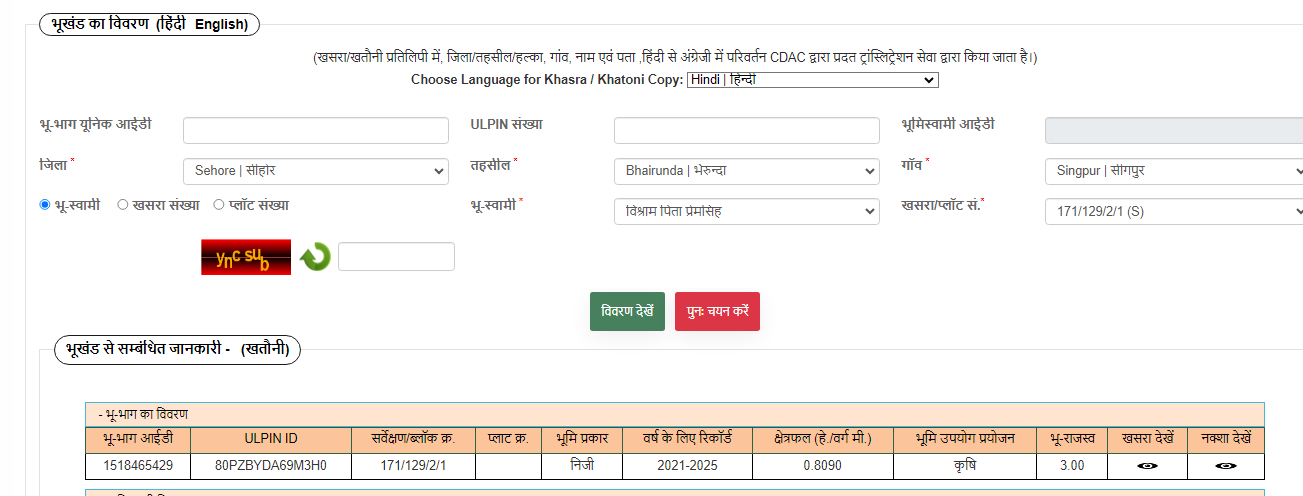 भूखंड का विवरण (हिंदी English)
(खसरा/खतौनी प्रतिलिपी में, जिला/तहसील/हल्का, गांव, नाम एवं पता ,हिंदी से अंग्रेजी में परिवर्तन CDAC द्वारा प्रदत ट्रांस्लिट्रेशन सेवा द्वारा किया जाता है।)
Choose Language for Khasra / Khatoni Copy: Hindi | हिन्दी
भू-भाग यूनिक आईडी ULPIN संख्या भूमिस्वामी आईडी
जिला * Sehore | सीहोर तहसील * Bhairunda | भेरुन्दा गाँव * Singpur | सींगपुर
भू-स्वामी खसरा संख्या प्लॉट संख्या भू-स्वामी * विश्राम पिता प्रेमसिंह खसरा/प्लॉट सं.* 171/129/2/1 (S)
ync sub
विवरण देखें पुनः चयन करें
भूखंड से सम्बंधित जानकारी - (खतौनी)
- भू-भाग का विवरण
भू-भाग आईडी ULPIN ID सर्वेक्षण/ब्लॉक क्र. प्लाट क्र. भूमि प्रकार वर्ष के लिए रिकॉर्ड क्षेत्रफल (हे./वर्ग मी.) भूमि उपयोग प्रयोजन भू-राजस्व खसरा देखें नक्शा देखें
1518465429 80PZBYDA69M3H0 171/129/2/1 निजी 2021-2025 0.8090 कृषि 3.00